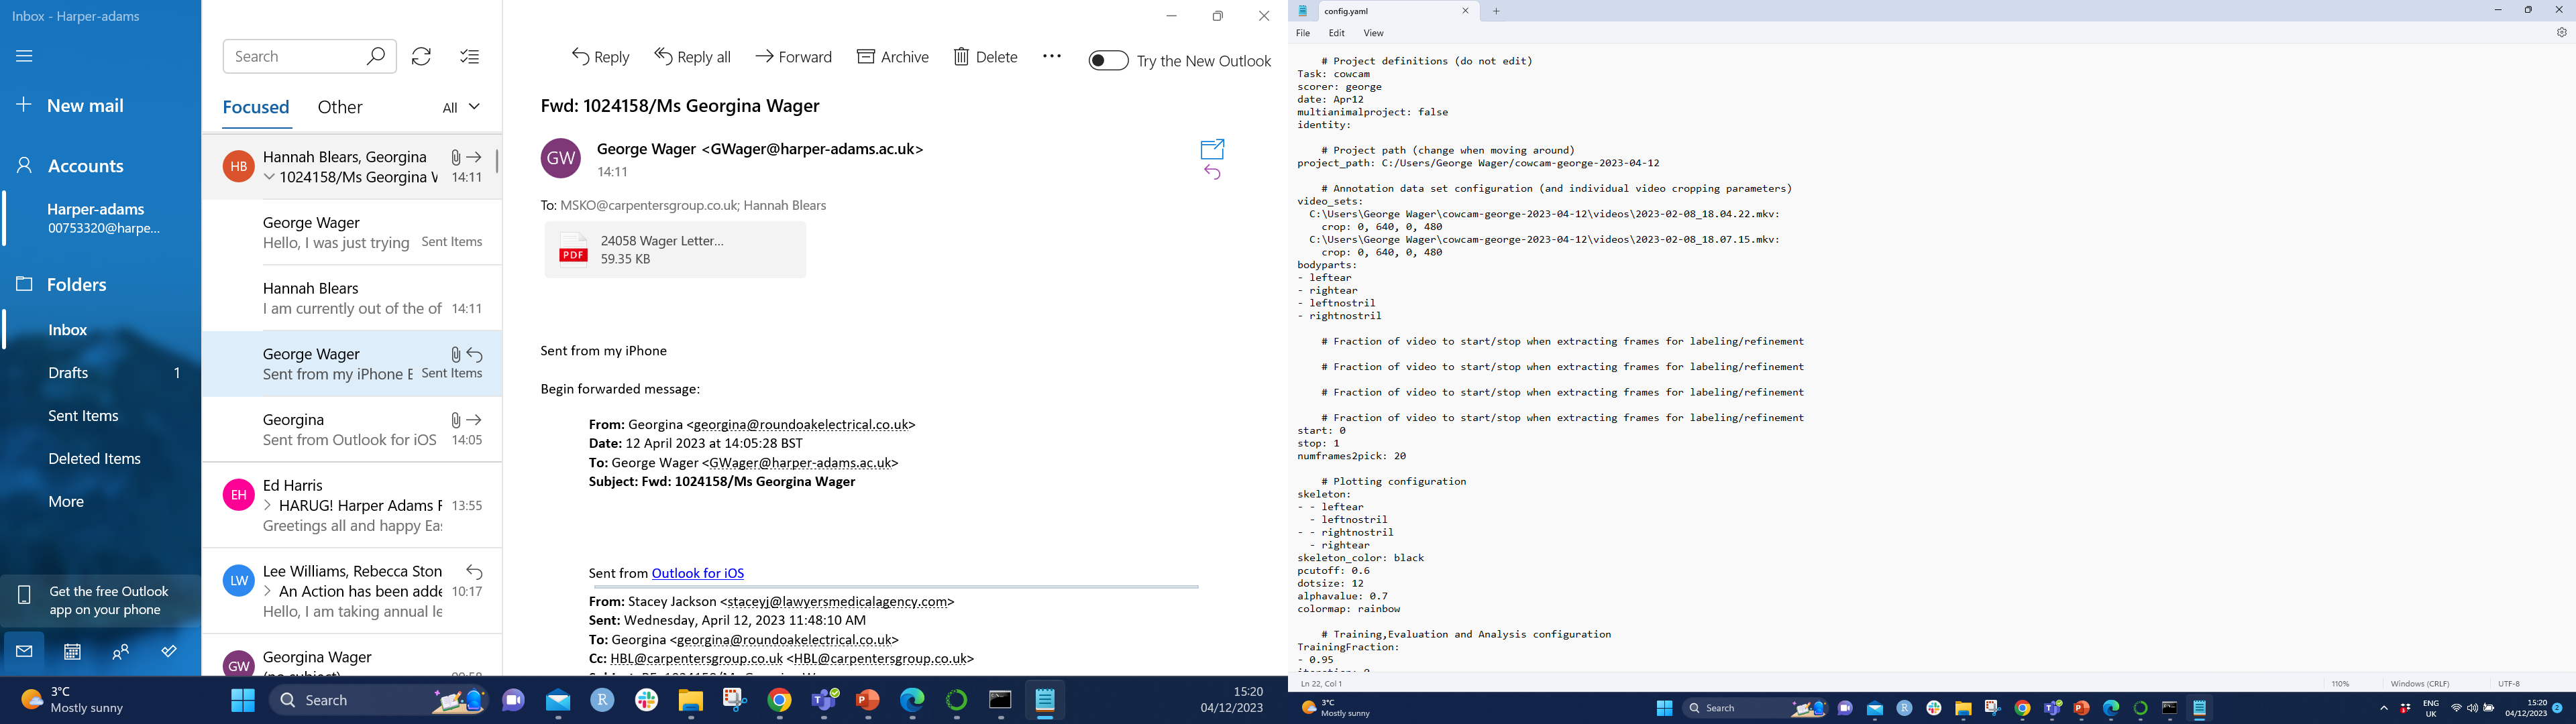 Inbox - Harper-adams
New mail
Accounts
Harper-adams
00753320@harpe...
Folders
Inbox
Drafts 1
Sent Items
Deleted Items
More
Get the free Outlook
app on your phone
Search
Focused Other All
HB
Hannah Blears, Georgina
1024158/Ms Georgina 14:11
George Wager
Hello, I was just trying Sent Items
Hannah Blears
I am currently out of the of 14:11
George Wager
Sent from my iPhone Sent Items
Georgina
Sent from Outlook for iOS 14:05
EH
Ed Harris
HARUG! Harper Adams 13:55
Greetings all and happy Ea
LW
Lee Williams, Rebecca Ston
An Action has been adde 10:17
Hello, I am taking annual le
GW
Georgina Wager
Reply Reply all Forward Archive Delete ... Try the New Outlook
Fwd: 1024158/Ms Georgina Wager
GW
George Wager <GWager@harper-adams.ac.uk>
14:11
To: MSKO@carpentersgroup.co.uk; Hannah Blears
PDF
24058 Wager Letter...
59.35 KB
Sent from my iPhone
Begin forwarded message:
From: Georgina <georgina@roundoakelectrical.co.uk>
Date: 12 April 2023 at 14:05:28 BST
To: George Wager <GWager@harper-adams.ac.uk>
Subject: Fwd: 1024158/Ms Georgina Wager
Sent from Outlook for iOS
From: Stacey Jackson <staceyj@lawyersmedicalagency.com>
Sent: Wednesday, April 12, 2023 11:48:10 AM
To: Georgina <georgina@roundoakelectrical.co.uk>
Cc: HBL@carpentersgroup.co.uk <HBL@carpentersgroup.co.uk>
3°C
Mostly sunny
Search
15:20
04/12/2023
config.yaml
File Edit View
# Project definitions (do not edit)
Task: cowcam
scorer: george
date: Apr12
multianimalproject: false
identity:
# Project path (change when moving around)
project_path: C:/Users/George Wager/cowcam-george-2023-04-12
# Annotation data set configuration (and individual video cropping parameters)
video_sets:
C:\Users\George Wager\cowcam-george-2023-04-12\videos\2023-02-08_18.04.22.mkv:
crop: 0, 640, 0, 480
C:\Users\George Wager\cowcam-george-2023-04-12\videos\2023-02-08_18.07.15.mkv:
crop: 0, 640, 0, 480
bodyparts:
- leftear
- rightear
- leftnostril
- rightnostril
# Fraction of video to start/stop when extracting frames for labeling/refinement
# Fraction of video to start/stop when extracting frames for labeling/refinement
# Fraction of video to start/stop when extracting frames for labeling/refinement
# Fraction of video to start/stop when extracting frames for labeling/refinement
start: 0
stop: 1
numframes2pick: 20
# Plotting configuration
skeleton:
- - leftear
- leftnostril
- - rightnostril
- rightear
skeleton_color: black
pcutoff: 0.6
dotsize: 12
alphavalue: 0.7
colormap: rainbow
# Training,Evaluation and Analysis configuration
TrainingFraction:
- 0.95
Ln 22, Col 1 110% Windows (CRLF) UTF-8
3°C
Mostly sunny
Search
ENG
UK
15:20
04/12/2023
2